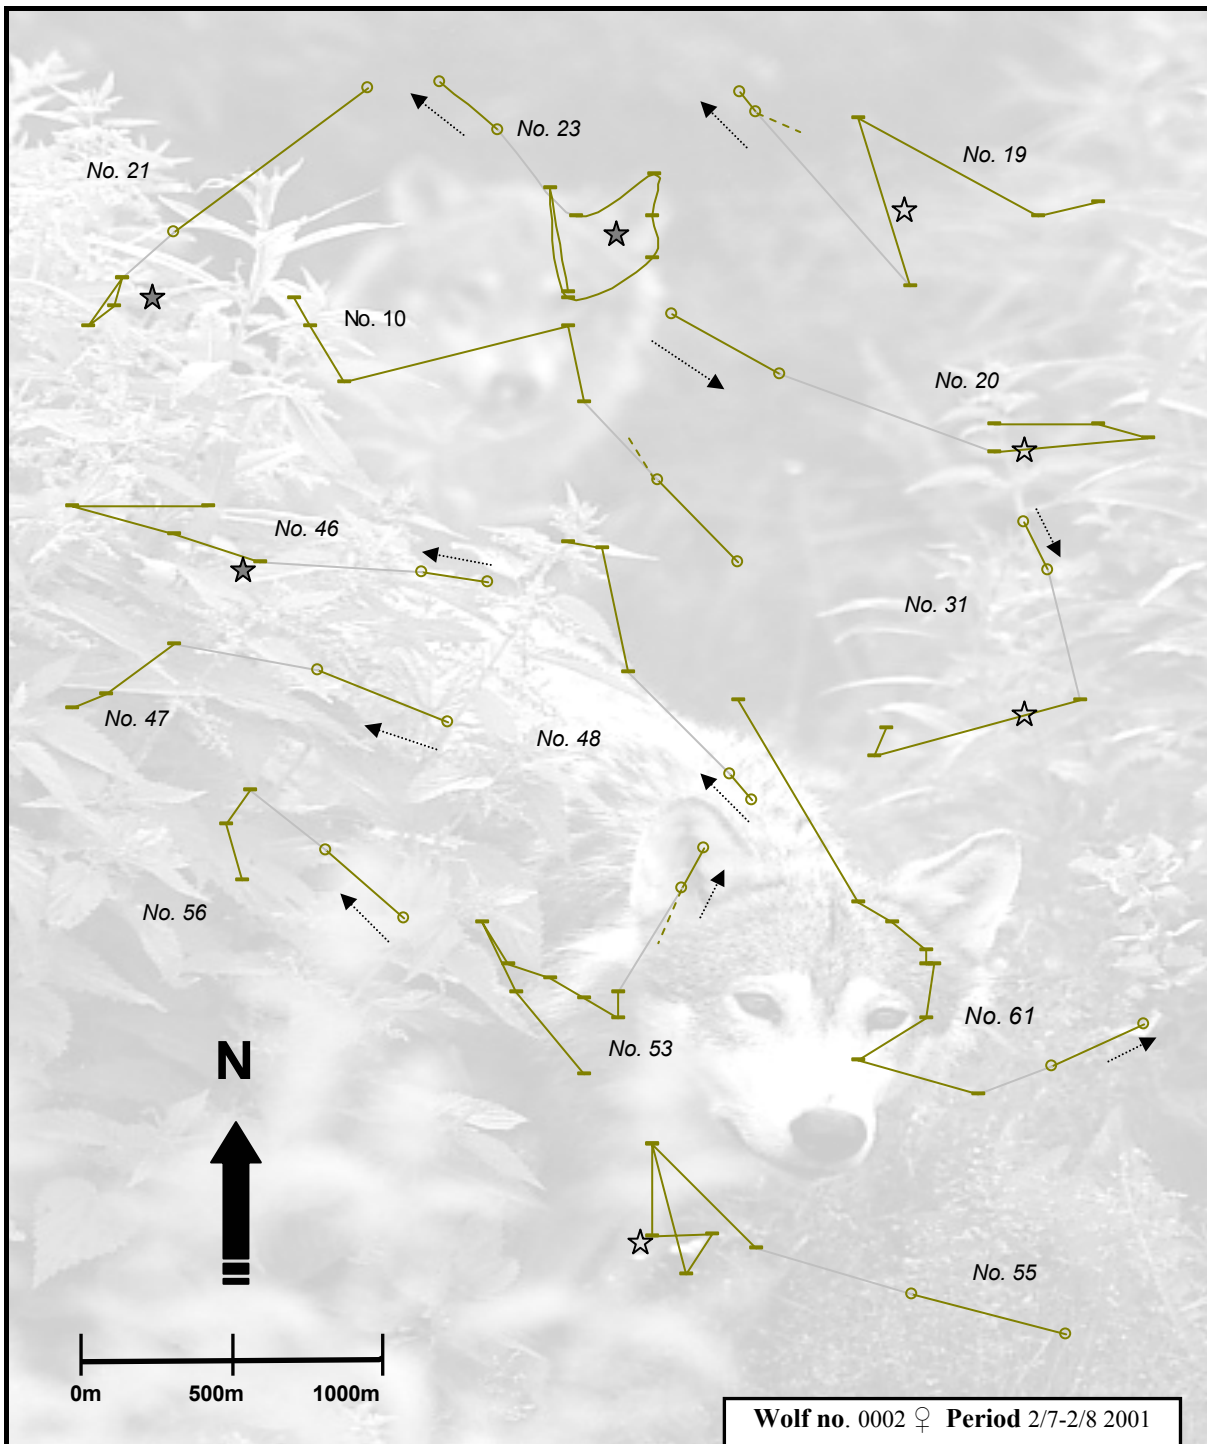 No. 23
No. 19
No. 21
No. 10
No. 20
No. 46
No. 31
No. 47
No. 48
No. 56
No. 61
No. 53
N
No. 55
0m 500m 1000m
Wolf no. 0002 ♀ Period 2/7-2/8 2001